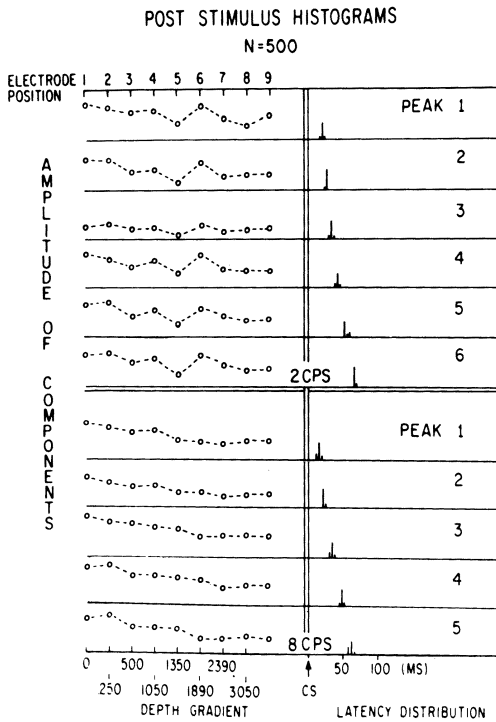 POST STIMULUS HISTOGRAMS
N=500
ELECTRODE 1 2 3 4 5 6 7 8 9
POSITION
AMPLITUDE OF COMPONENTS
PEAK 1
2
3
4
5
6
2 CPS
PEAK 1
2
3
4
5
8 CPS
0 500 1350 2390 50 100 (MS)
250 1050 1890 3050 CS
DEPTH GRADIENT LATENCY DISTRIBUTION